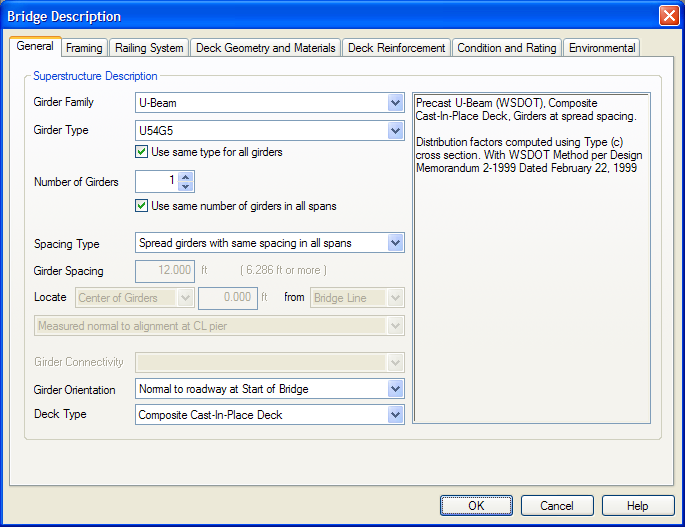 Bridge Description
General
Framing
Railing System
Deck Geometry and Materials
Deck Reinforcement
Condition and Rating
Environmental
Superstructure Description
Girder Family
U-Beam
Girder Type
U54G5
Use same type for all girders
Number of Girders
1
Use same number of girders in all spans
Spacing Type
Spread girders with same spacing in all spans
Girder Spacing
12.000
ft
( 6.286 ft or more )
Locate
Center of Girders
0.000
ft
from
Bridge Line
Measured normal to alignment at CL pier
Girder Connectivity
Girder Orientation
Normal to roadway at Start of Bridge
Deck Type
Composite Cast-In-Place Deck
Precast U-Beam (WSDOT), Composite
Cast-In-Place Deck, Girders at spread spacing.
Distribution factors computed using Type (c)
cross section. With WSDOT Method per Design
Memorandum 2-1999 Dated February 22, 1999
OK
Cancel
Help